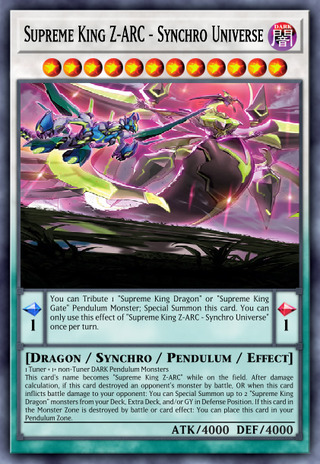 Supreme King Z-ARC - Synchro Universe
DARK
闇
You can Tribute 1 "Supreme King Dragon" or "Supreme King
Gate" Pendulum Monster; Special Summon this card. You can
only use this effect of "Supreme King Z-ARC - Synchro Universe"
once per turn.
1
1
[Dragon / Synchro / Pendulum / Effect]
1 Tuner + 1+ non-Tuner DARK Pendulum Monsters
This card's name becomes "Supreme King Z-ARC" while on the field. After damage
calculation, if this card destroyed an opponent's monster by battle, OR when this card
inflicts battle damage to your opponent: You can Special Summon up to 2 "Supreme King
Dragon" monsters from your Deck, Extra Deck, and/or GY in Defense Position. If this card in
the Monster Zone is destroyed by battle or card effect: You can place this card in your
Pendulum Zone.
ATK/4000 DEF/4000